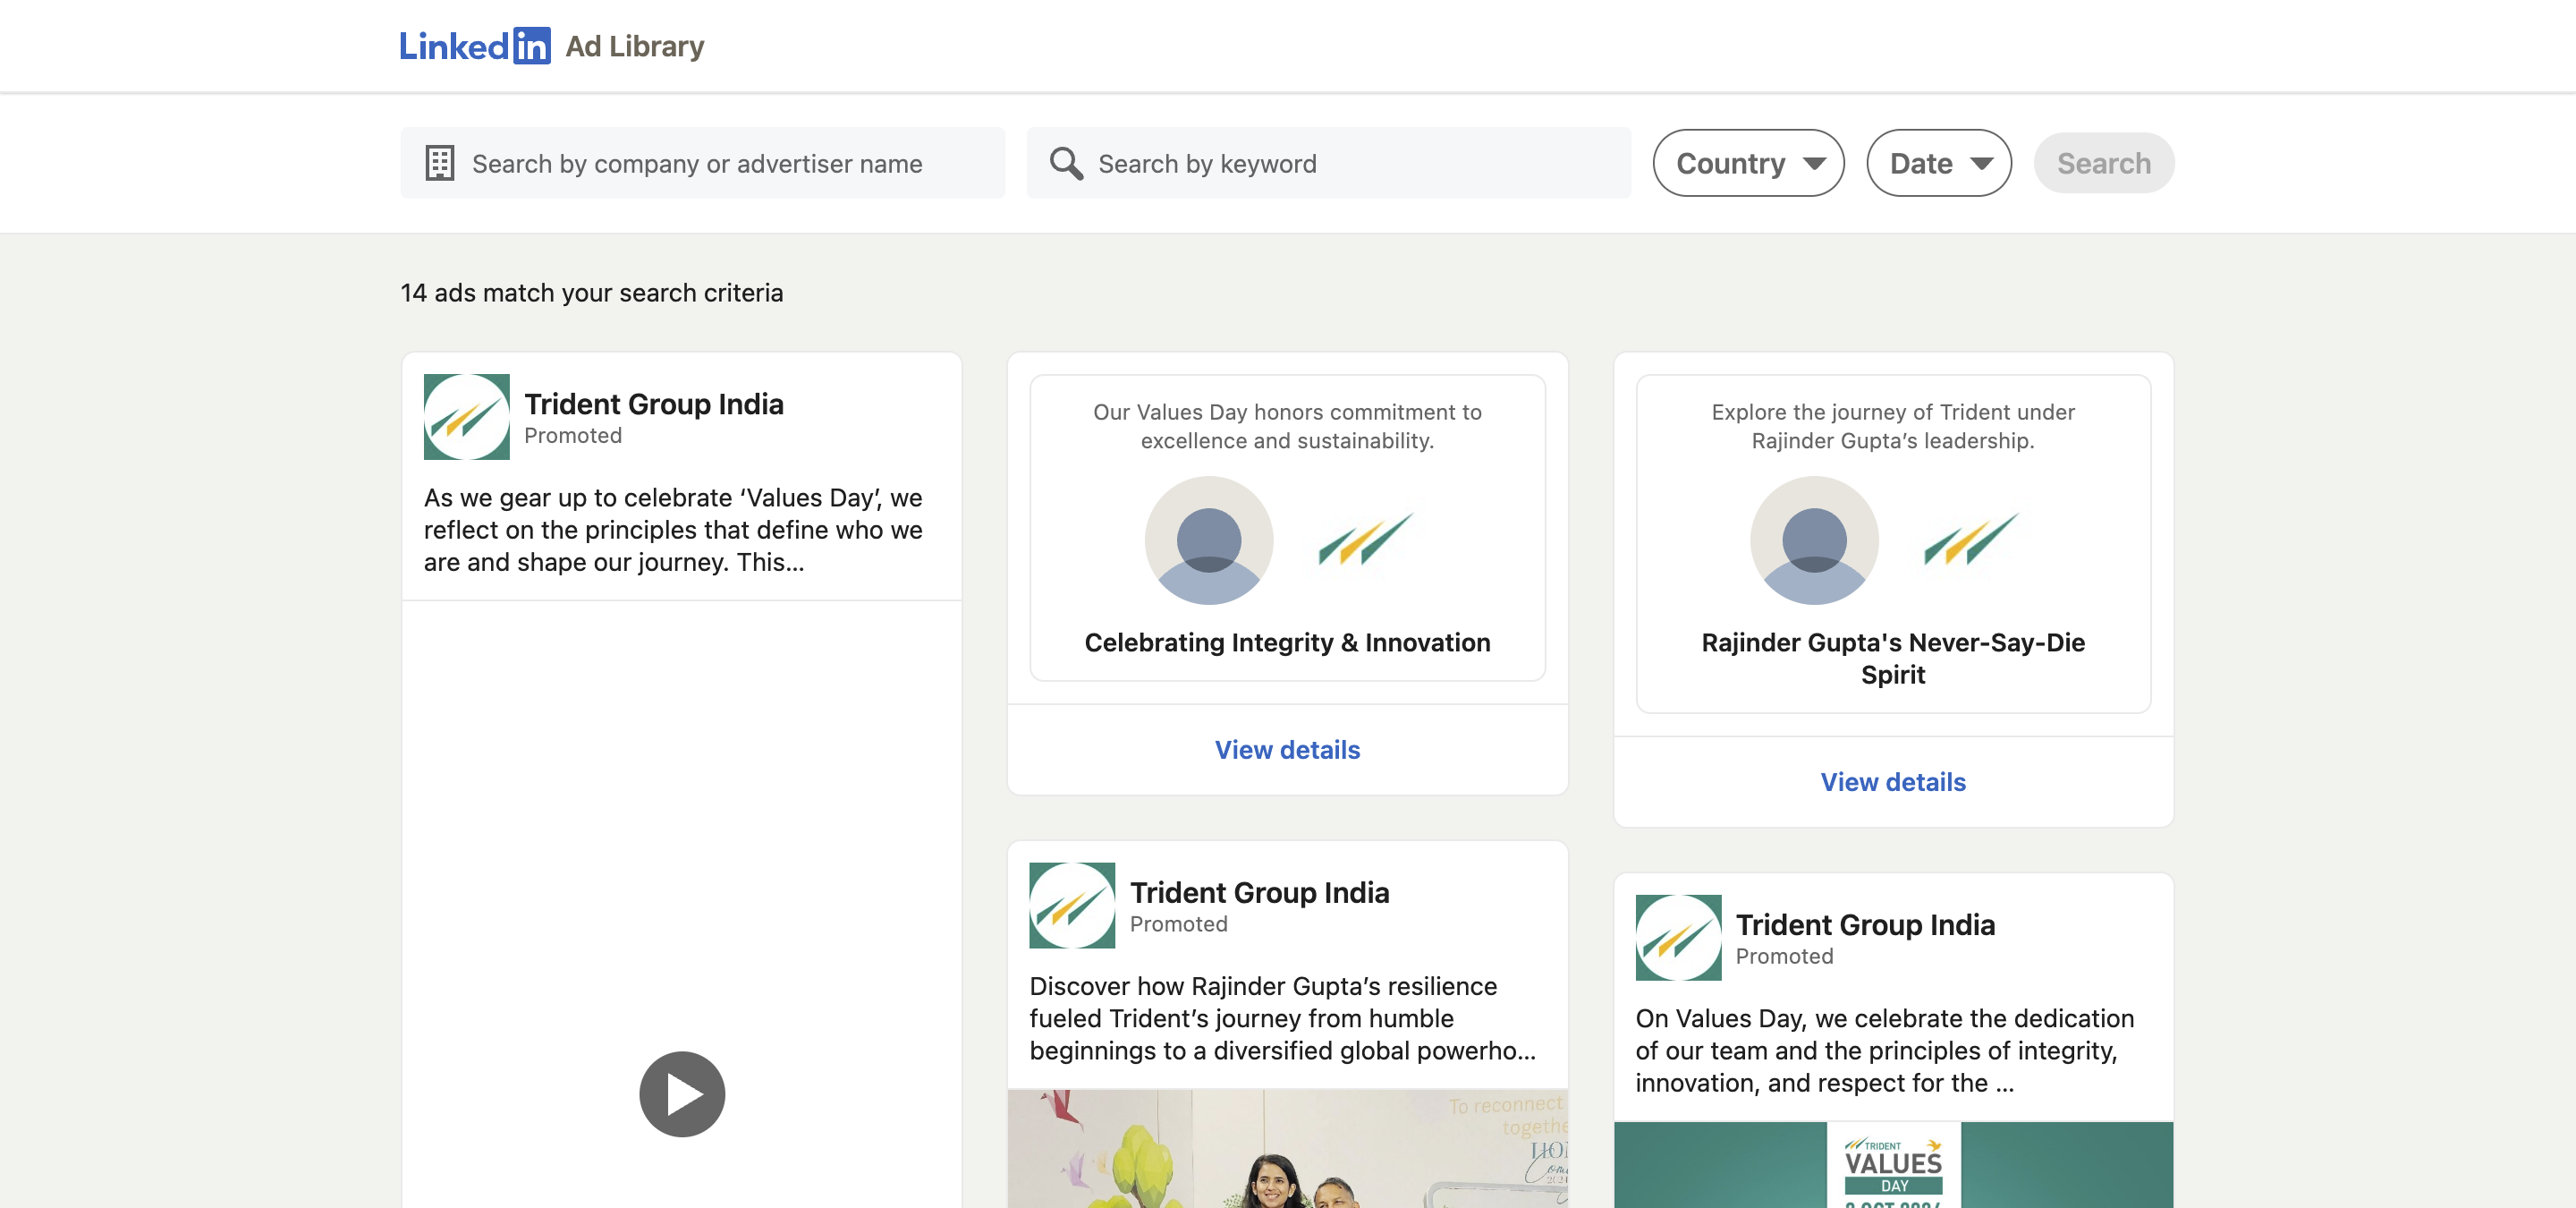 LinkedIn Ad Library
Search by company or advertiser name
Search by keyword
Country
Date
Search
14 ads match your search criteria
Trident Group India
Promoted
As we gear up to celebrate ‘Values Day’, we
reflect on the principles that define who we
are and shape our journey. This...
Our Values Day honors commitment to
excellence and sustainability.
Celebrating Integrity & Innovation
View details
Explore the journey of Trident under
Rajinder Gupta’s leadership.
Rajinder Gupta's Never-Say-Die
Spirit
View details
Trident Group India
Promoted
Discover how Rajinder Gupta’s resilience
fueled Trident’s journey from humble
beginnings to a diversified global powerho...
To reconnect
Trident Group India
Promoted
On Values Day, we celebrate the dedication
of our team and the principles of integrity,
innovation, and respect for the ...
TRIDENT
VALUES
DAY